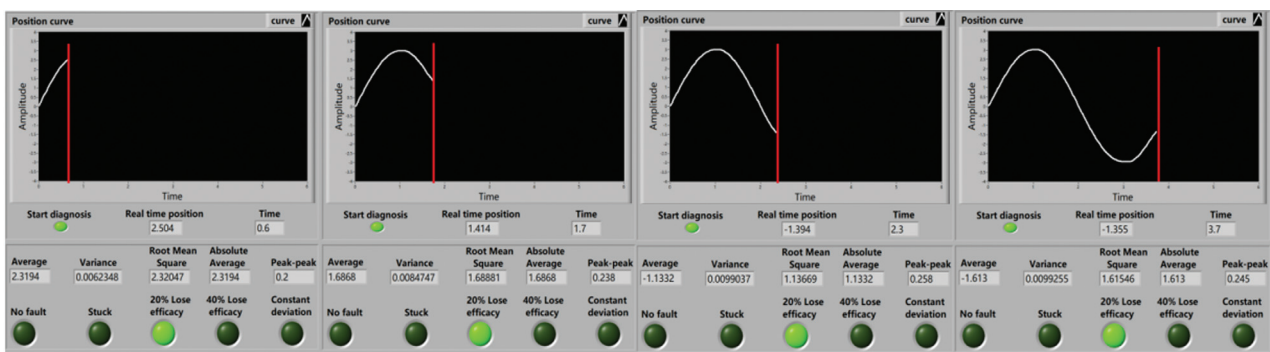 Position curve curve
Amplitude
0 1 2 3 4 5 6
Time
Start diagnosis Real time position Time
2.504 0.6
Average Variance Root Mean Square Absolute Average Peak-peak
2.3194 0.0062348 2.32047 2.3194 0.2
No fault Stuck 20% Lose efficacy 40% Lose efficacy Constant deviation
Position curve curve
Amplitude
Time
Start diagnosis Real time position Time
1.414 1.7
Average Variance Root Mean Square Absolute Average Peak-peak
1.6868 0.0084747 1.68881 1.6868 0.238
No fault Stuck 20% Lose efficacy 40% Lose efficacy Constant deviation
Position curve curve
Amplitude
Time
Start diagnosis Real time position Time
-1.394 2.3
Average Variance Root Mean Square Absolute Average Peak-peak
-1.1332 0.0099037 1.13669 1.1332 0.258
No fault Stuck 20% Lose efficacy 40% Lose efficacy Constant deviation
Position curve curve
Amplitude
Time
Start diagnosis Real time position Time
-1.355 3.7
Average Variance Root Mean Square Absolute Average Peak-peak
-1.613 0.0099255 1.61546 1.613 0.245
No fault Stuck 20% Lose efficacy 40% Lose efficacy Constant deviation